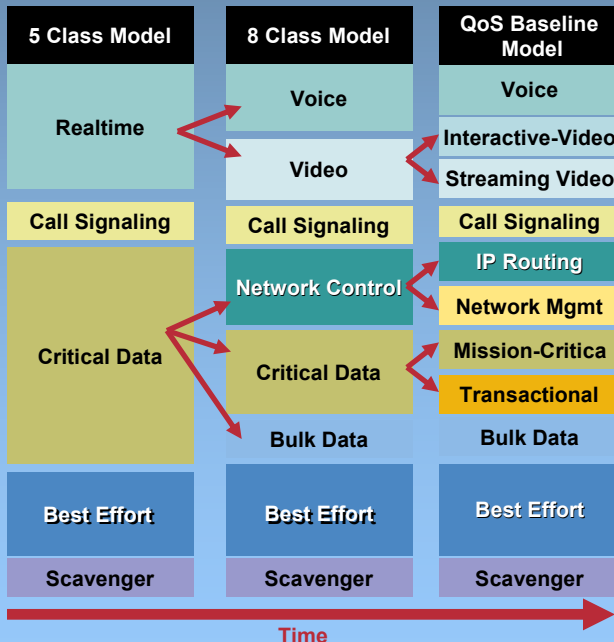 5 Class Model
Realtime
Call Signaling
Critical Data
Best Effort
Scavenger
8 Class Model
Voice
Video
Call Signaling
Network Control
Critical Data
Bulk Data
Best Effort
Scavenger
QoS Baseline
Model
Voice
Interactive-Video
Streaming Video
Call Signaling
IP Routing
Network Mgmt
Mission-Critica
Transactional
Bulk Data
Best Effort
Scavenger
Time